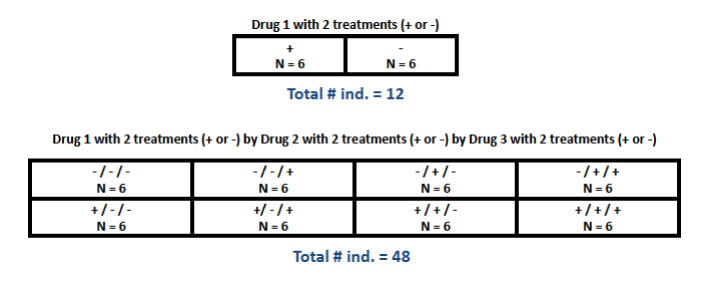 Drug 1 with 2 treatments (+ or -)
+ -
N = 6 N = 6
Total # ind. = 12
Drug 1 with 2 treatments (+ or -) by Drug 2 with 2 treatments (+ or -) by Drug 3 with 2 treatments (+ or -)
- / - / - - / - / + - / + / - - / + / +
N = 6 N = 6 N = 6 N = 6
+ / - / - +/ - / + + / + / - + / + / +
N = 6 N = 6 N = 6 N = 6
Total # ind. = 48